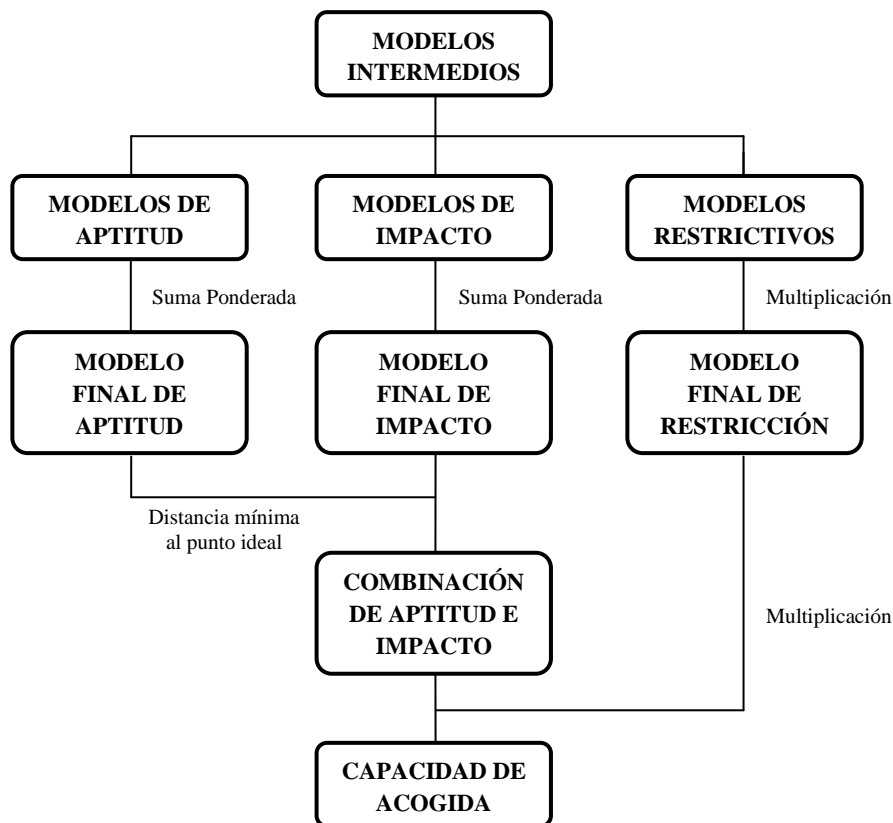 MODELOS
INTERMEDIOS
MODELOS DE
APTITUD
MODELOS DE
IMPACTO
MODELOS
RESTRICTIVOS
Suma Ponderada
Suma Ponderada
Multiplicación
MODELO
FINAL DE
APTITUD
MODELO
FINAL DE
IMPACTO
MODELO
FINAL DE
RESTRICCIÓN
Distancia mínima
al punto ideal
COMBINACIÓN
DE APTITUD E
IMPACTO
Multiplicación
CAPACIDAD DE
ACOGIDA